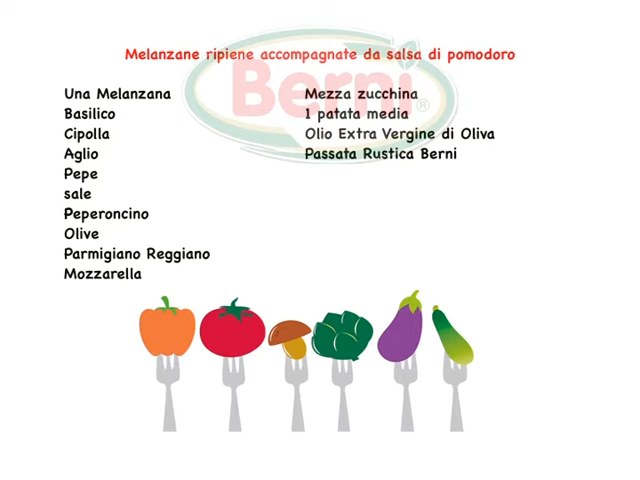 Melanzane ripiene accompagnate da salsa di pomodoro
Berni®
Una Melanzana
Basilico
Cipolla
Aglio
Pepe
sale
Peperoncino
Olive
Parmigiano Reggiano
Mozzarella
Mezza zucchina
1 patata media
Olio Extra Vergine di Oliva
Passata Rustica Berni